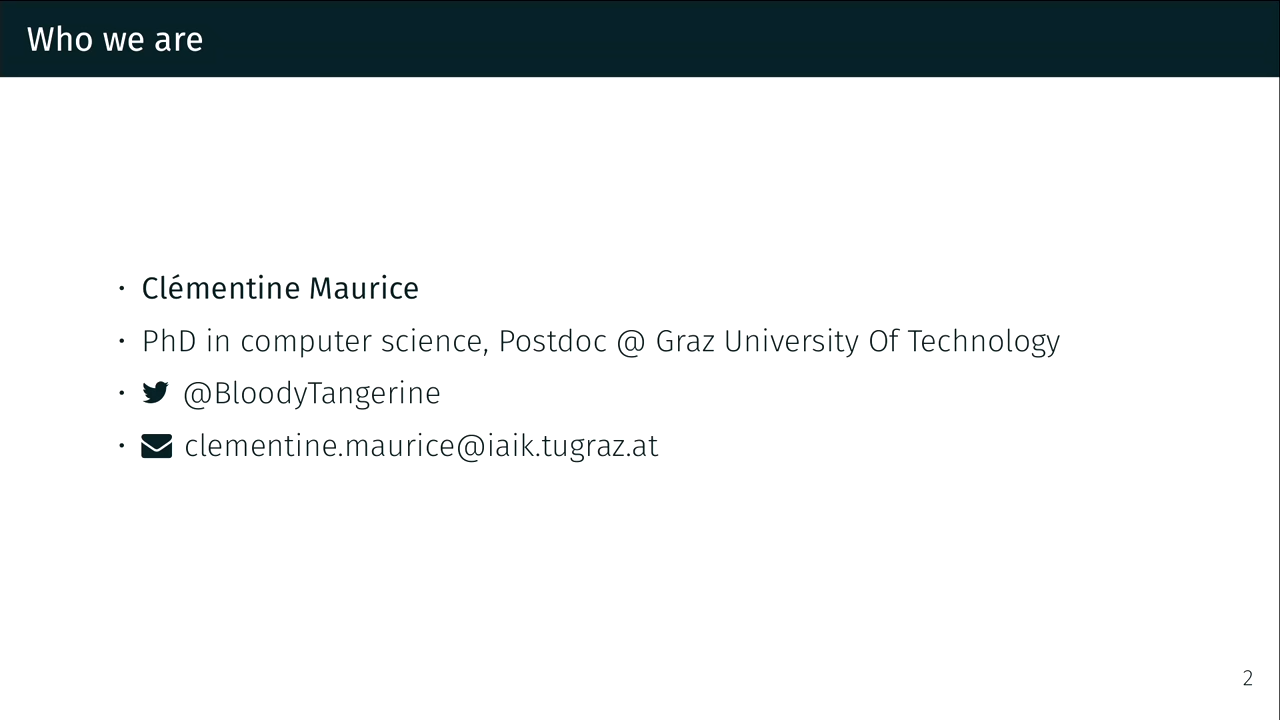 Who we are
· Clémentine Maurice
· PhD in computer science, Postdoc @ Graz University Of Technology
· @BloodyTangerine
· clementine.maurice@iaik.tugraz.at
2